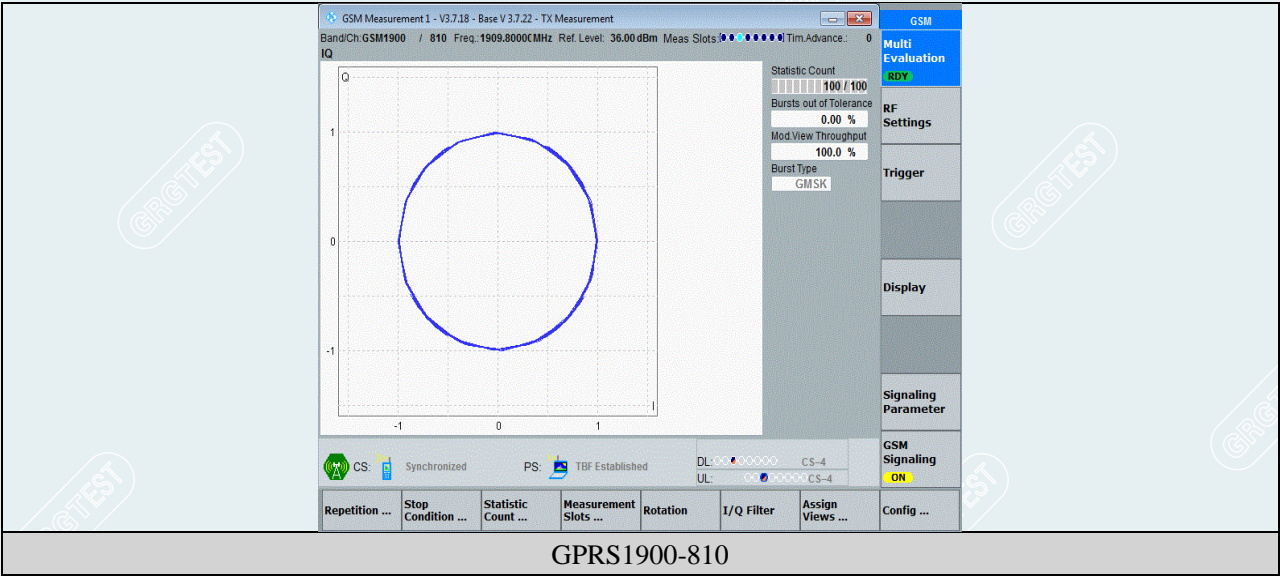 GSM Measurement 1 - V3.7.18 - Base V 3.7.22 - TX Measurement
GSM
Band/Ch.:GSM1900 / 810 Freq.:1909.8000 MHz Ref. Level: 36.00 dBm Meas Slots: Tim.Advance.: 0
IQ
Multi
Evaluation
RDY
RF
Settings
Trigger
Display
Signaling
Parameter
GSM
Signaling
ON
Q
1
0
-1
I
-1 0 1
Statistic Count
100 / 100
Bursts out of Tolerance
0.00 %
Mod.View Throughput
100.0 %
Burst Type
GMSK
CS: Synchronized PS: TBF Established
DL: CS-4
UL: CS-4
Repetition ...
Stop
Condition ...
Statistic
Count ...
Measurement
Slots ...
Rotation
I/Q Filter
Assign
Views ...
Config ...
GPRS1900-810
GRGTEST
GRGTEST